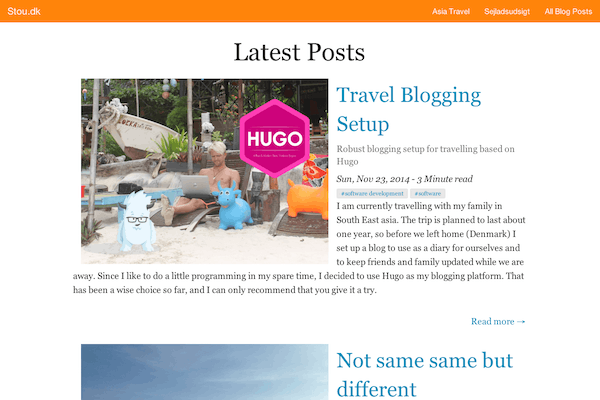 Stou.dk
Asia Travel
Sejladsudsigt
All Blog Posts
Latest Posts
HUGO
Travel Blogging
Setup
Robust blogging setup for travelling based on
Hugo
Sun, Nov 23, 2014 - 3 Minute read
#software development
#software
I am currently travelling with my family in
South East asia. The trip is planned to last about
one year, so before we left home (Denmark) I
set up a blog to use as a diary for ourselves and
to keep friends and family updated while we are
away. Since I like to do a little programming in my spare time, I decided to use Hugo as my blogging platform. That
has been a wise choice so far, and I can only recommend that you give it a try.
Read more →
Not same same but
different